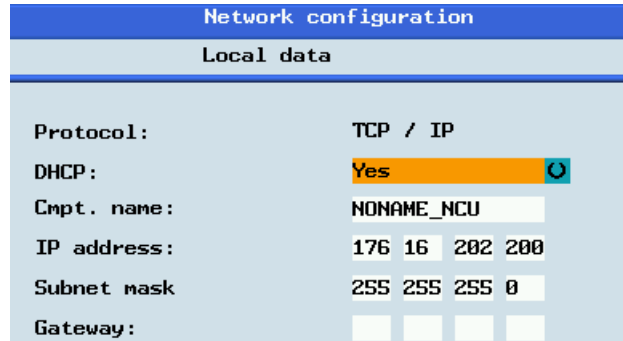 Network configuration
Local data
Protocol: TCP / IP
DHCP: Yes
Cmpt. name: NONAME_NCU
IP address: 176 16 202 200
Subnet mask 255 255 255 0
Gateway: